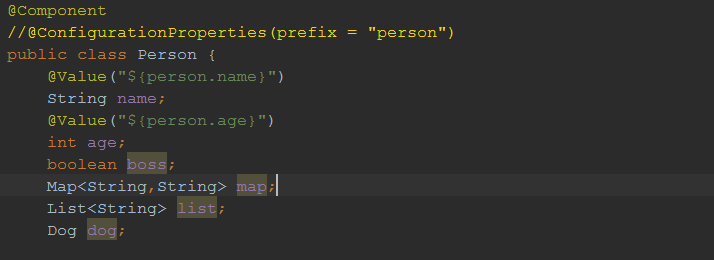 @Component
//@ConfigurationProperties(prefix = "person")
public class Person {
@Value("${person.name}")
String name;
@Value("${person.age}")
int age;
boolean boss;
Map<String,String> map;
List<String> list;
Dog dog;